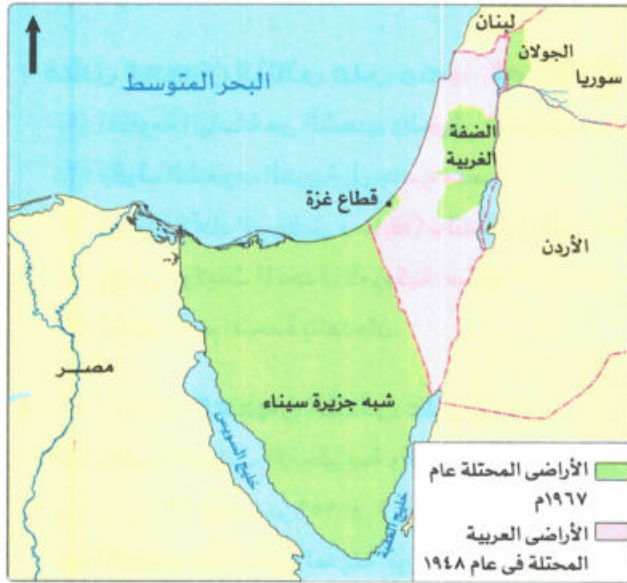 لبنان
الجولان
سوريا
البحر المتوسط
الضفة
الغربية
قطاع غزة
الأردن
مصـــر
شبه جزيرة سيناء
خليج السويس
خليج العقبة
الأراضى المحتلة عام
١٩٦٧م
الأراضى العربية
المحتلة فى عام ١٩٤٨